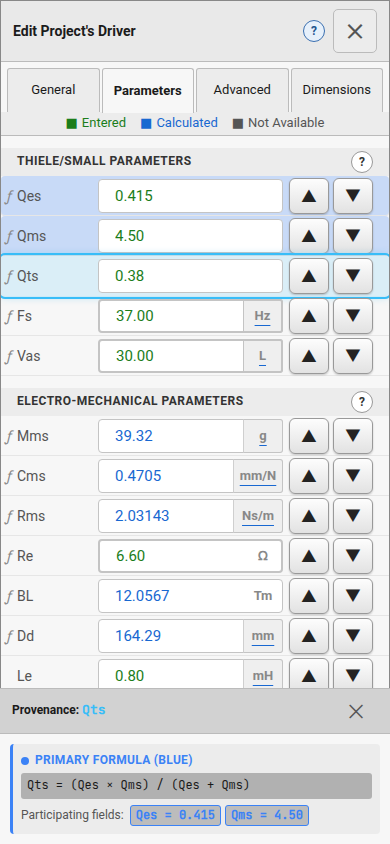 Edit Project's Driver ? ×
General Parameters Advanced Dimensions
Entered Calculated Not Available
THIELE/SMALL PARAMETERS ?
ƒ Qes 0.415 ▲ ▼
ƒ Qms 4.50 ▲ ▼
ƒ Qts 0.38 ▲ ▼
ƒ Fs 37.00 Hz ▲ ▼
ƒ Vas 30.00 L ▲ ▼
ELECTRO-MECHANICAL PARAMETERS ?
ƒ Mms 39.32 g ▲ ▼
ƒ Cms 0.4705 mm/N ▲ ▼
ƒ Rms 2.03143 Ns/m ▲ ▼
ƒ Re 6.60 Ω ▲ ▼
ƒ BL 12.0567 Tm ▲ ▼
ƒ Dd 164.29 mm ▲ ▼
Le 0.80 mH ▲ ▼
Provenance: Qts ×
PRIMARY FORMULA (BLUE)
Qts = (Qes × Qms) / (Qes + Qms)
Participating fields: Qes = 0.415 Qms = 4.50